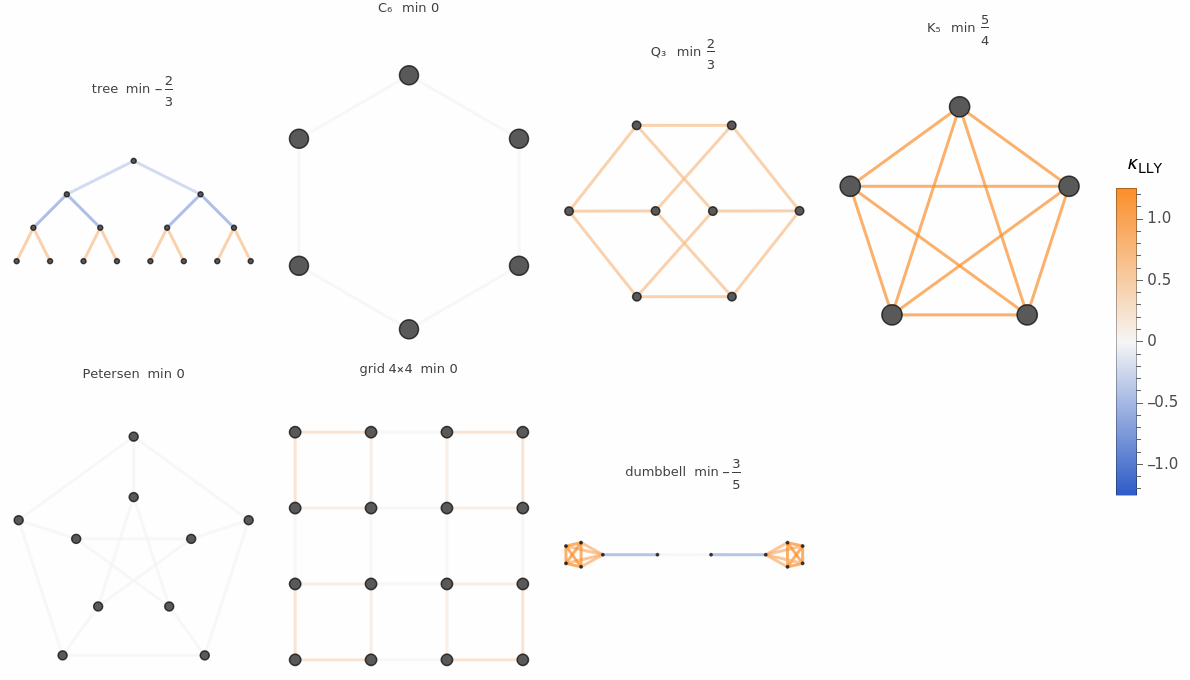 tree min −2/3
C₆ min 0
Q₃ min 2/3
K₅ min 5/4
κLLY
1.0
0.5
0
−0.5
−1.0
Petersen min 0
grid 4×4 min 0
dumbbell min −3/5